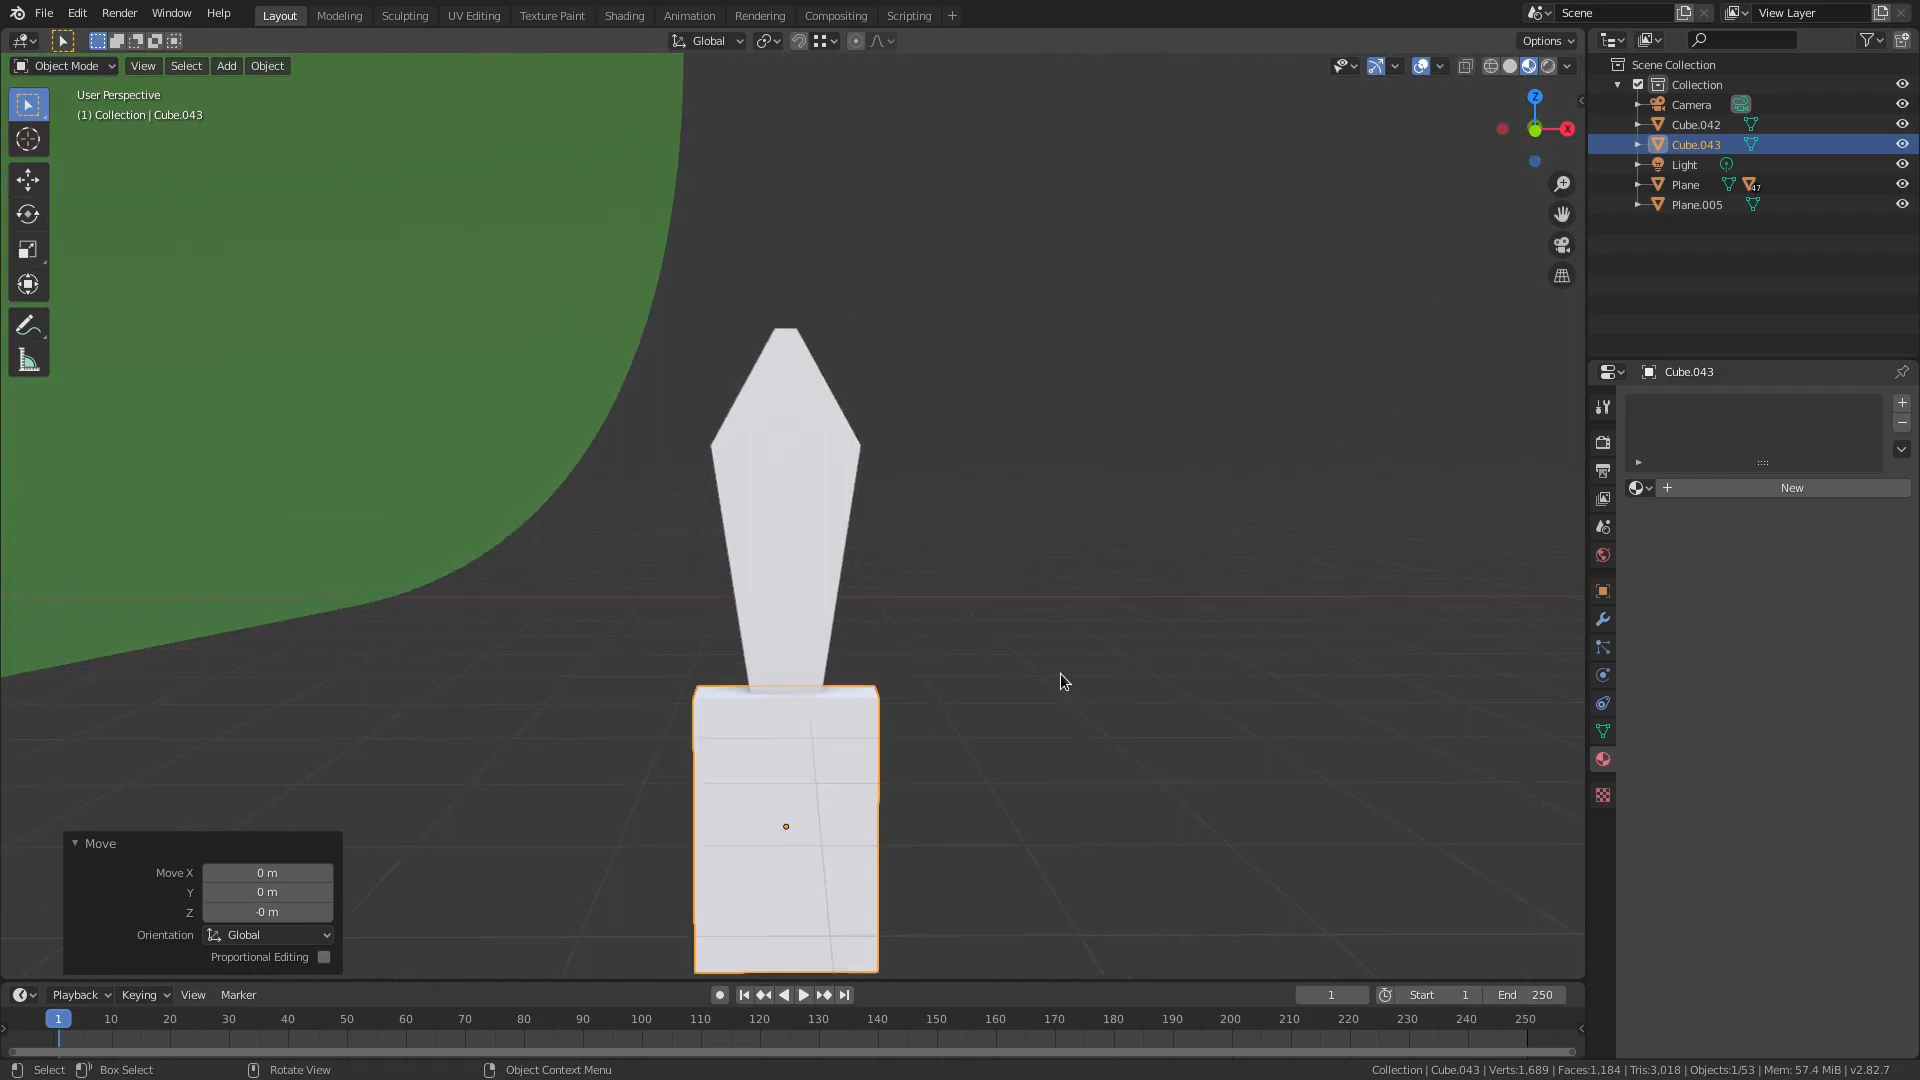 File Edit Render Window Help Layout Modeling Sculpting UV Editing Texture Paint Shading Animation Rendering Compositing Scripting + Scene View Layer
Global Options
Object Mode View Select Add Object
User Perspective
(1) Collection | Cube.043
Z
X
Scene Collection
Collection
Camera
Cube.042
Cube.043
Light
Plane 47
Plane.005
Cube.043
+ New
Move
Move X 0 m
Y 0 m
Z -0 m
Orientation Global
Proportional Editing
Playback Keying View Marker 1 Start 1 End 250
1 10 20 30 40 50 60 70 80 90 100 110 120 130 140 150 160 170 180 190 200 210 220 230 240 250
Select Box Select Rotate View Object Context Menu Collection | Cube.043 | Verts:1,689 | Faces:1,184 | Tris:3,018 | Objects:1/53 | Mem: 57.4 MiB | v2.82.7